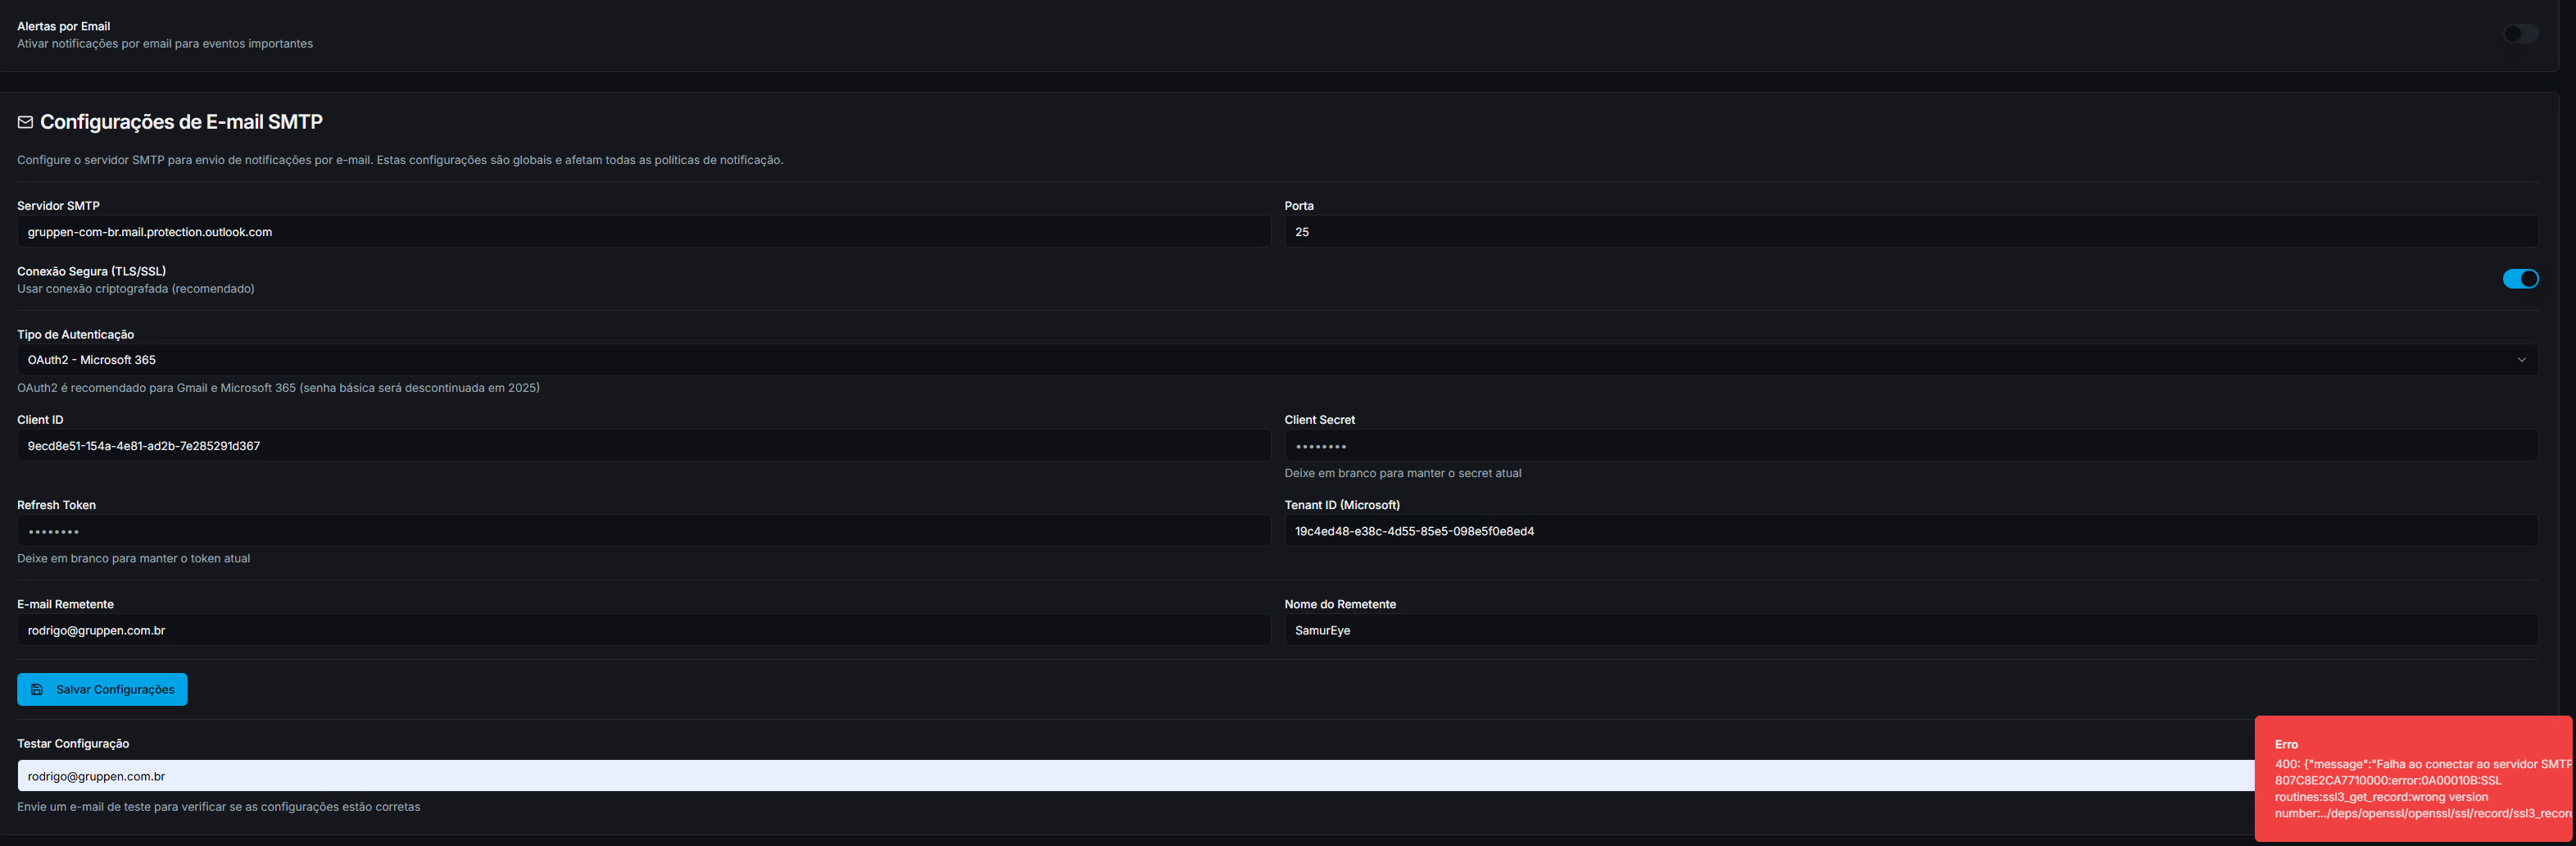 Alertas por Email
Ativar notificações por email para eventos importantes
Configurações de E-mail SMTP
Configure o servidor SMTP para envio de notificações por e-mail. Estas configurações são globais e afetam todas as políticas de notificação.
Servidor SMTP
Porta
gruppen-com-br.mail.protection.outlook.com
25
Conexão Segura (TLS/SSL)
Usar conexão criptografada (recomendado)
Tipo de Autenticação
OAuth2 - Microsoft 365
OAuth2 é recomendado para Gmail e Microsoft 365 (senha básica será descontinuada em 2025)
Client ID
Client Secret
9ecd8e51-154a-4e81-ad2b-7e285291d367
••••••••
Deixe em branco para manter o secret atual
Refresh Token
Tenant ID (Microsoft)
••••••••
19c4ed48-e38c-4d55-85e5-098e5f0e8ed4
Deixe em branco para manter o token atual
E-mail Remetente
Nome do Remetente
rodrigo@gruppen.com.br
SamurEye
Salvar Configurações
Testar Configuração
rodrigo@gruppen.com.br
Envie um e-mail de teste para verificar se as configurações estão corretas
Erro
400: {"message":"Falha ao conectar ao servidor SMTP
807C8E2CA7710000:error:0A00010B:SSL
routines:ssl3_get_record:wrong version
number:../deps/openssl/openssl/ssl/record/ssl3_record